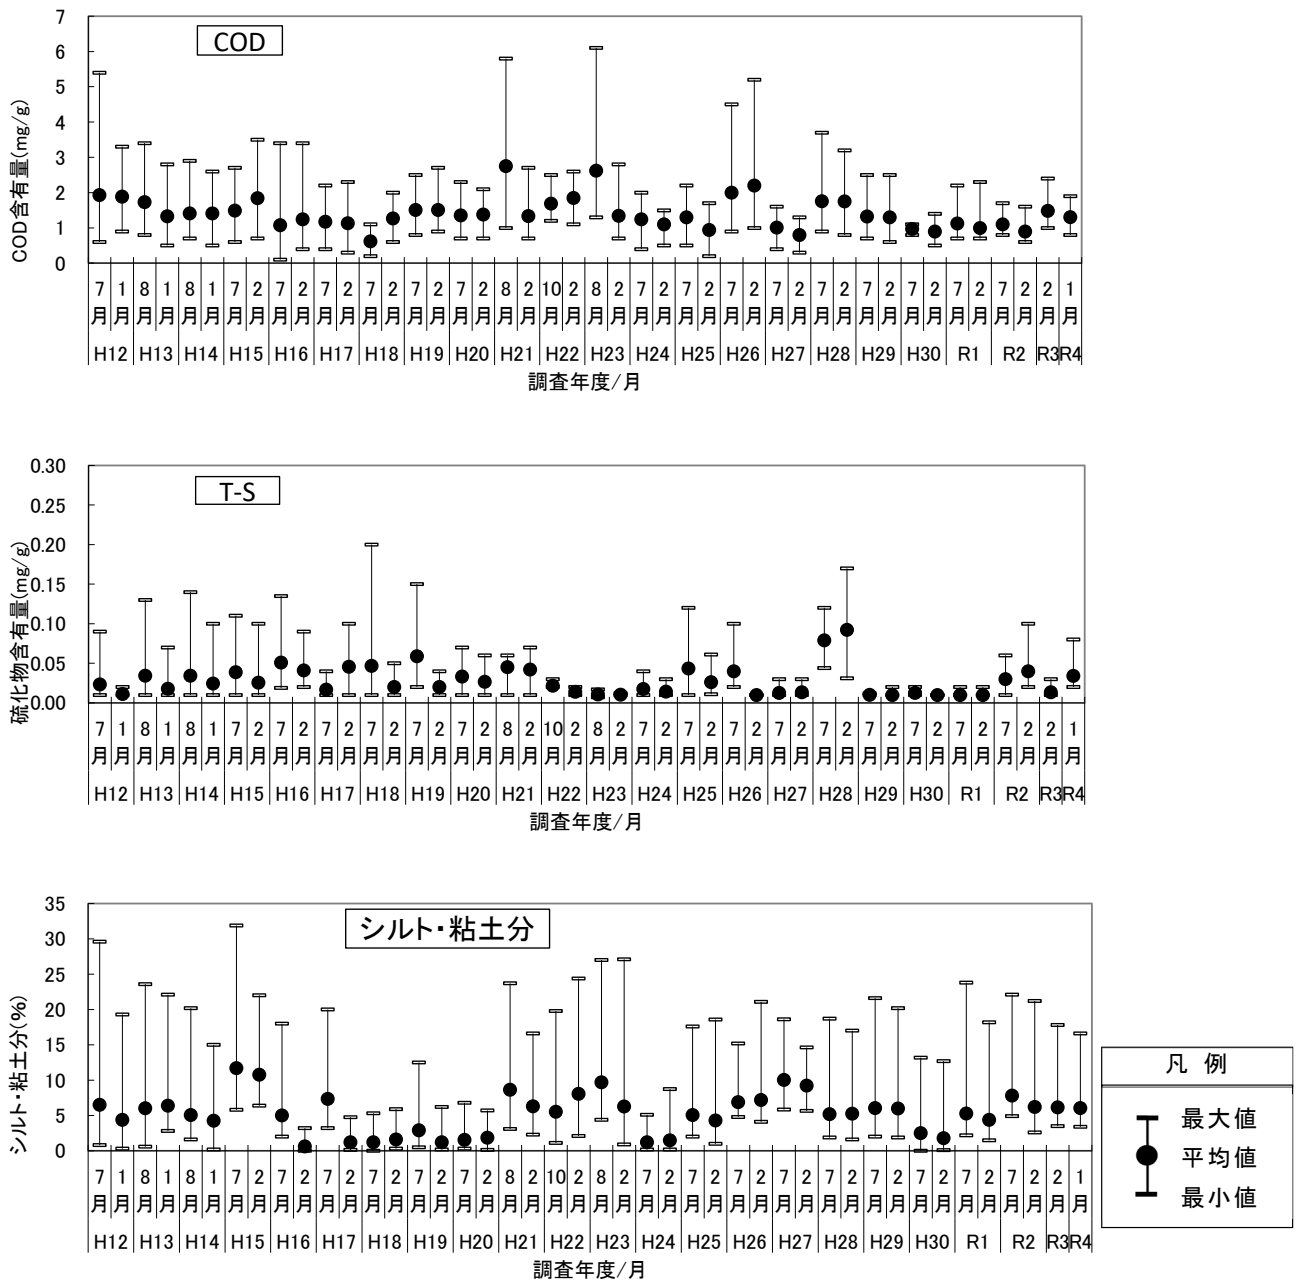 COD
COD含有量(mg/g)
7
6
5
4
3
2
1
0
7 1 8 1 8 1 7 2 7 2 7 2 7 2 7 2 7 2 8 2 10 2 8 2 7 2 7 2 7 2 7 2 7 2 7 2 7 2 7 2 7 2 2 1
月 月 月 月 月 月 月 月 月 月 月 月 月 月 月 月 月 月 月 月 月 月 月 月 月 月 月 月 月 月 月 月 月 月 月 月 月 月 月 月 月 月 月 月
H12 H13 H14 H15 H16 H17 H18 H19 H20 H21 H22 H23 H24 H25 H26 H27 H28 H29 H30 R1 R2 R3 R4
調査年度/月
T-S
硫化物含有量(mg/g)
0.30
0.25
0.20
0.15
0.10
0.05
0.00
7 1 8 1 8 1 7 2 7 2 7 2 7 2 7 2 7 2 8 2 10 2 8 2 7 2 7 2 7 2 7 2 7 2 7 2 7 2 7 2 7 2 2 1
月 月 月 月 月 月 月 月 月 月 月 月 月 月 月 月 月 月 月 月 月 月 月 月 月 月 月 月 月 月 月 月 月 月 月 月 月 月 月 月 月 月 月 月
H12 H13 H14 H15 H16 H17 H18 H19 H20 H21 H22 H23 H24 H25 H26 H27 H28 H29 H30 R1 R2 R3 R4
調査年度/月
シルト・粘土分
シルト・粘土分(%)
35
30
25
20
15
10
5
0
7 1 8 1 8 1 7 2 7 2 7 2 7 2 7 2 7 2 8 2 10 2 8 2 7 2 7 2 7 2 7 2 7 2 7 2 7 2 7 2 7 2 2 1
月 月 月 月 月 月 月 月 月 月 月 月 月 月 月 月 月 月 月 月 月 月 月 月 月 月 月 月 月 月 月 月 月 月 月 月 月 月 月 月 月 月 月 月
H12 H13 H14 H15 H16 H17 H18 H19 H20 H21 H22 H23 H24 H25 H26 H27 H28 H29 H30 R1 R2 R3 R4
調査年度/月
凡 例
最大値
平均値
最小値